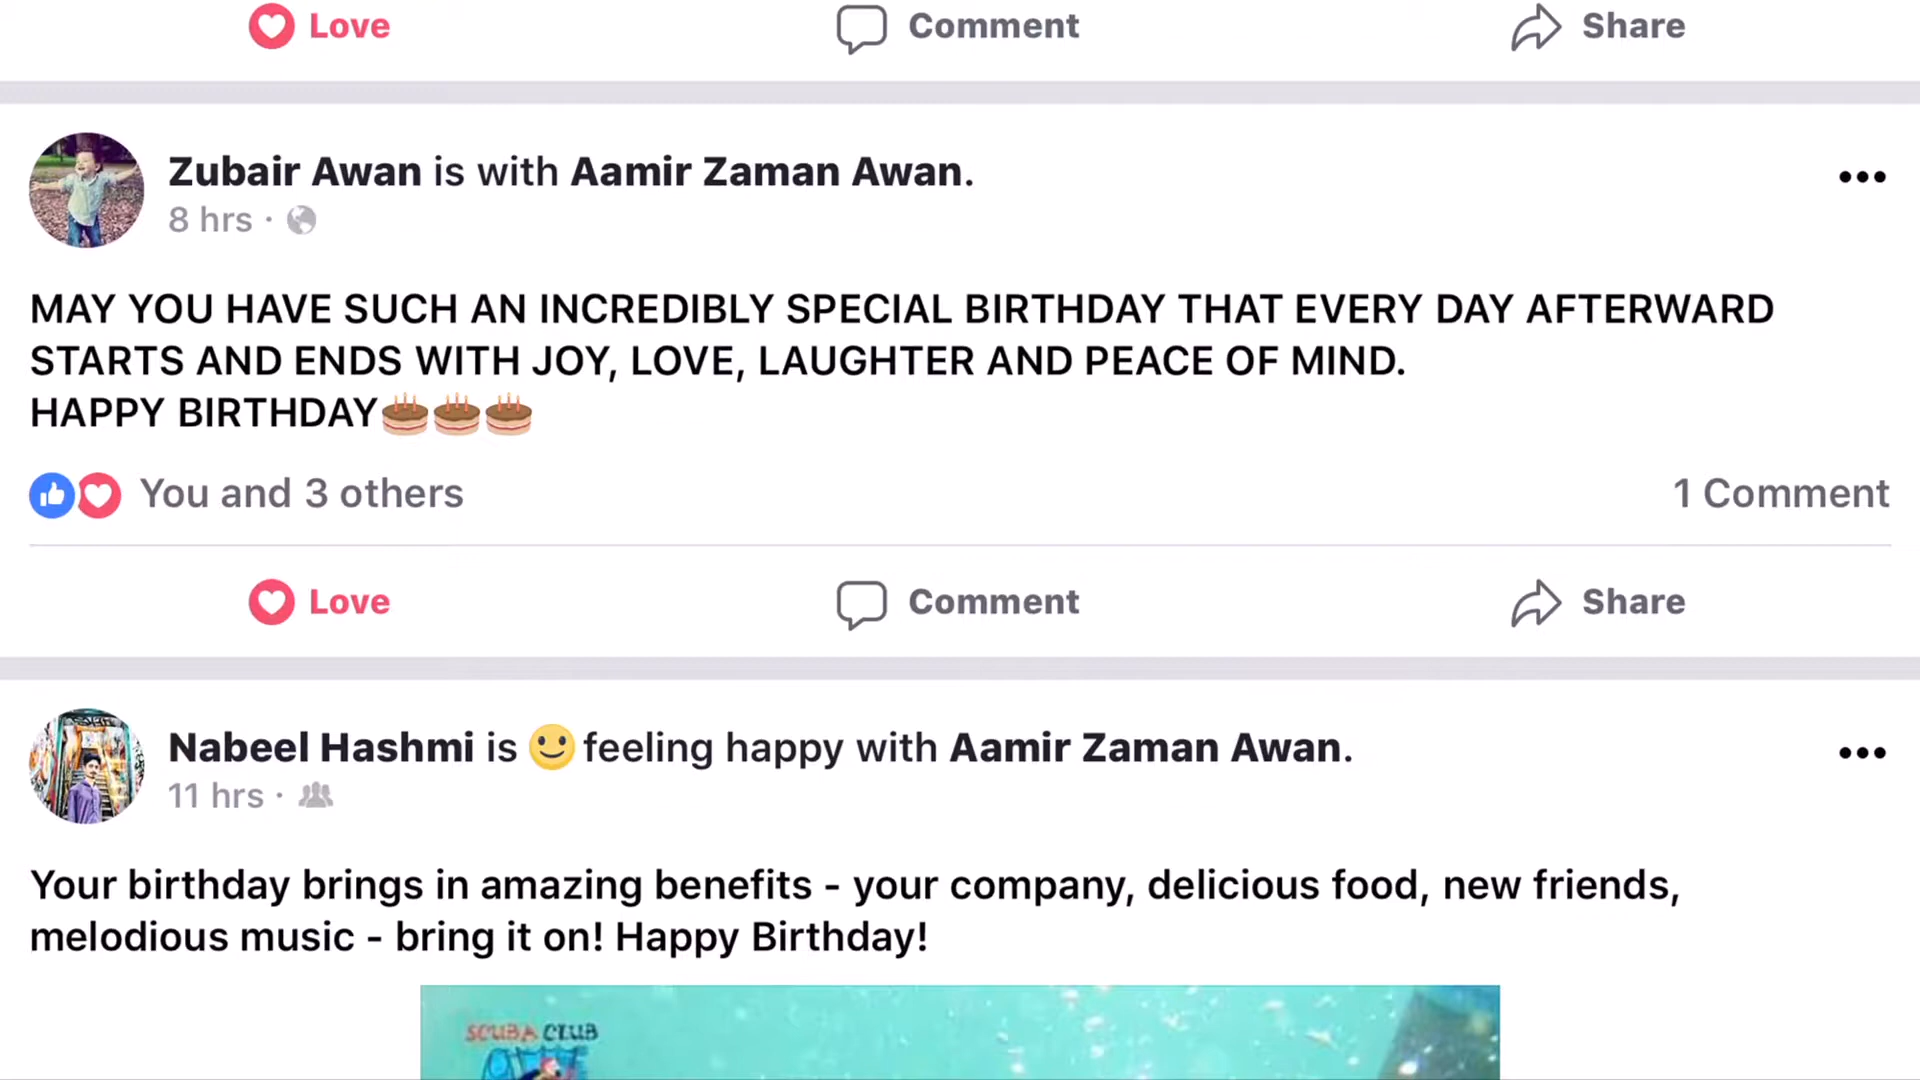 Love Comment Share
Zubair Awan is with Aamir Zaman Awan.
8 hrs ·
MAY YOU HAVE SUCH AN INCREDIBLY SPECIAL BIRTHDAY THAT EVERY DAY AFTERWARD
STARTS AND ENDS WITH JOY, LOVE, LAUGHTER AND PEACE OF MIND.
HAPPY BIRTHDAY🎂🎂🎂
You and 3 others 1 Comment
Love Comment Share
Nabeel Hashmi is 🙂 feeling happy with Aamir Zaman Awan.
11 hrs ·
Your birthday brings in amazing benefits - your company, delicious food, new friends,
melodious music - bring it on! Happy Birthday!
SCUBA CLUB